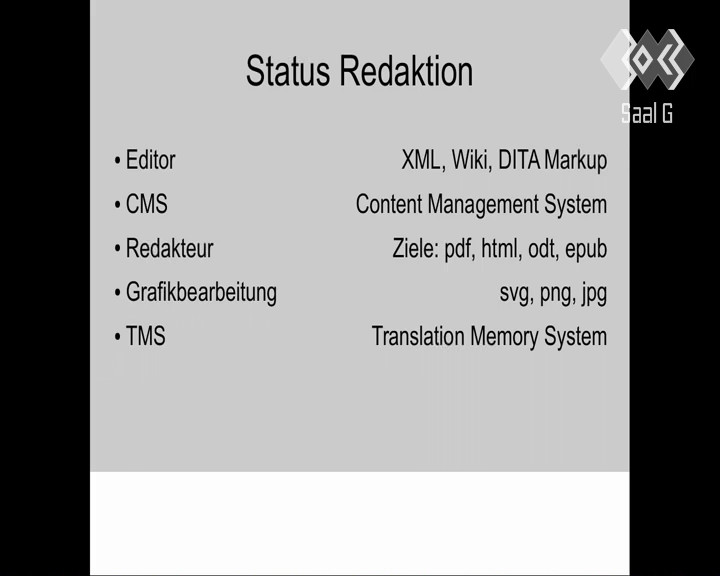 Status Redaktion
Saal G
• Editor XML, Wiki, DITA Markup
• CMS Content Management System
• Redakteur Ziele: pdf, html, odt, epub
• Grafikbearbeitung svg, png, jpg
• TMS Translation Memory System